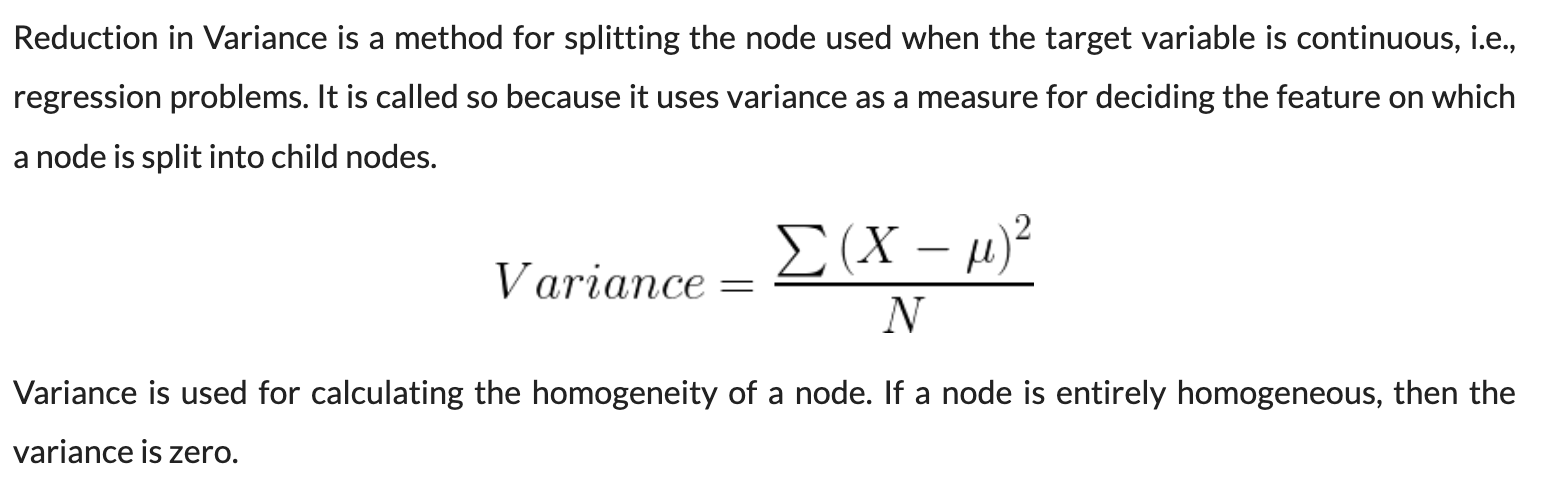 Reduction in Variance is a method for splitting the node used when the target variable is continuous, i.e.,
regression problems. It is called so because it uses variance as a measure for deciding the feature on which
a node is split into child nodes.
Variance = ∑(X − μ)² / N
Variance is used for calculating the homogeneity of a node. If a node is entirely homogeneous, then the
variance is zero.